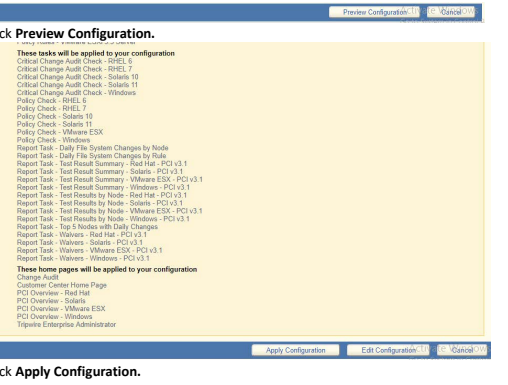 Preview Configuration Cancel
ck Preview Configuration.
These tasks will be applied to your configuration
Critical Change Audit Check - RHEL 6
Critical Change Audit Check - RHEL 7
Critical Change Audit Check - Solaris 10
Critical Change Audit Check - Solaris 11
Critical Change Audit Check - Windows
Policy Check - RHEL 6
Policy Check - RHEL 7
Policy Check - Solaris 10
Policy Check - Solaris 11
Policy Check - VMware ESX
Policy Check - Windows
Report Task - Daily File System Changes by Node
Report Task - Daily File System Changes by Rule
Report Task - Test Result Summary - Red Hat - PCI v3.1
Report Task - Test Result Summary - Solaris - PCI v3.1
Report Task - Test Result Summary - VMware ESX - PCI v3.1
Report Task - Test Result Summary - Windows - PCI v3.1
Report Task - Test Results by Node - Red Hat - PCI v3.1
Report Task - Test Results by Node - Solaris - PCI v3.1
Report Task - Test Results by Node - VMware ESX - PCI v3.1
Report Task - Test Results by Node - Windows - PCI v3.1
Report Task - Top 5 Nodes with Daily Changes
Report Task - Waivers - Red Hat - PCI v3.1
Report Task - Waivers - Solaris - PCI v3.1
Report Task - Waivers - VMware ESX - PCI v3.1
Report Task - Waivers - Windows - PCI v3.1
These home pages will be applied to your configuration
Change Audit
Customer Center Home Page
PCI Overview - Red Hat
PCI Overview - Solaris
PCI Overview - VMware ESX
PCI Overview - Windows
Tripwire Enterprise Administrator
Apply Configuration Edit Configuration Cancel
ck Apply Configuration.